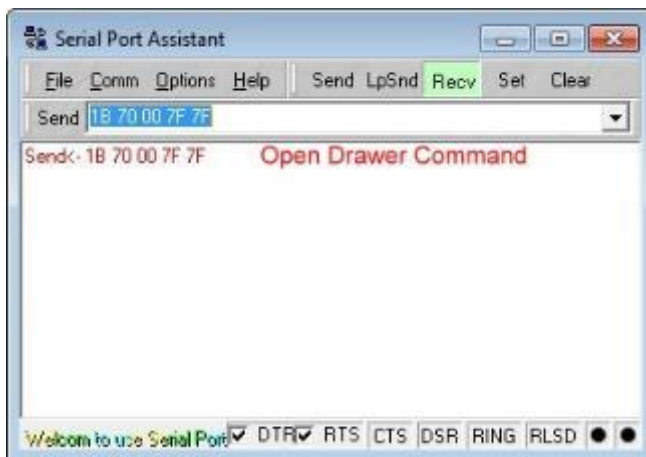 Serial Port Assistant
File Comm Options Help Send LpSnd Recv Set Clear
Send 1B 70 00 7F 7F
Send<- 1B 70 00 7F 7F Open Drawer Command
Welcom to use Serial Port DTR RTS CTS DSR RING RLSD